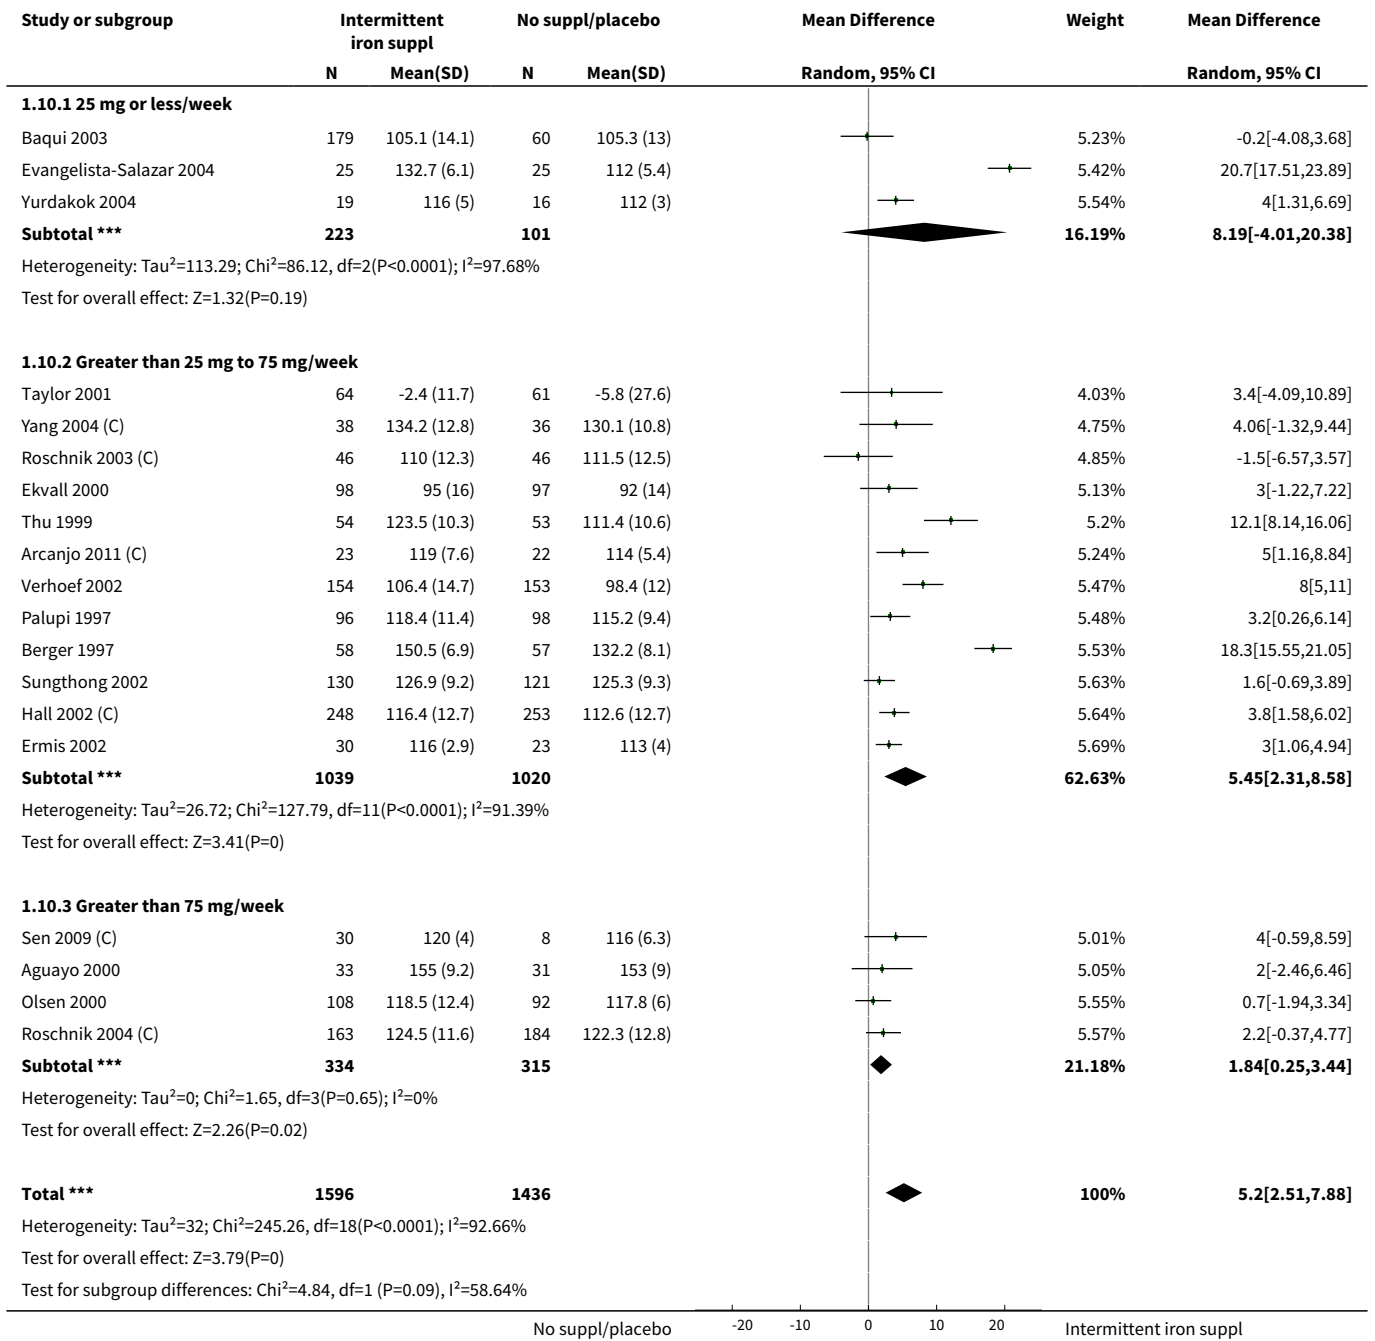 Study or subgroup Intermittent iron suppl No suppl/placebo Mean Difference Weight Mean Difference
N Mean(SD) N Mean(SD) Random, 95% CI Random, 95% CI
1.10.1 25 mg or less/week
Baqui 2003 179 105.1 (14.1) 60 105.3 (13) 5.23% -0.2[-4.08,3.68]
Evangelista-Salazar 2004 25 132.7 (6.1) 25 112 (5.4) 5.42% 20.7[17.51,23.89]
Yurdakok 2004 19 116 (5) 16 112 (3) 5.54% 4[1.31,6.69]
Subtotal *** 223 101 16.19% 8.19[-4.01,20.38]
Heterogeneity: Tau²=113.29; Chi²=86.12, df=2(P<0.0001); I²=97.68%
Test for overall effect: Z=1.32(P=0.19)
1.10.2 Greater than 25 mg to 75 mg/week
Taylor 2001 64 -2.4 (11.7) 61 -5.8 (27.6) 4.03% 3.4[-4.09,10.89]
Yang 2004 (C) 38 134.2 (12.8) 36 130.1 (10.8) 4.75% 4.06[-1.32,9.44]
Roschnik 2003 (C) 46 110 (12.3) 46 111.5 (12.5) 4.85% -1.5[-6.57,3.57]
Ekvall 2000 98 95 (16) 97 92 (14) 5.13% 3[-1.22,7.22]
Thu 1999 54 123.5 (10.3) 53 111.4 (10.6) 5.2% 12.1[8.14,16.06]
Arcanjo 2011 (C) 23 119 (7.6) 22 114 (5.4) 5.24% 5[1.16,8.84]
Verhoef 2002 154 106.4 (14.7) 153 98.4 (12) 5.47% 8[5,11]
Palupi 1997 96 118.4 (11.4) 98 115.2 (9.4) 5.48% 3.2[0.26,6.14]
Berger 1997 58 150.5 (6.9) 57 132.2 (8.1) 5.53% 18.3[15.55,21.05]
Sungthong 2002 130 126.9 (9.2) 121 125.3 (9.3) 5.63% 1.6[-0.69,3.89]
Hall 2002 (C) 248 116.4 (12.7) 253 112.6 (12.7) 5.64% 3.8[1.58,6.02]
Ermis 2002 30 116 (2.9) 23 113 (4) 5.69% 3[1.06,4.94]
Subtotal *** 1039 1020 62.63% 5.45[2.31,8.58]
Heterogeneity: Tau²=26.72; Chi²=127.79, df=11(P<0.0001); I²=91.39%
Test for overall effect: Z=3.41(P=0)
1.10.3 Greater than 75 mg/week
Sen 2009 (C) 30 120 (4) 8 116 (6.3) 5.01% 4[-0.59,8.59]
Aguayo 2000 33 155 (9.2) 31 153 (9) 5.05% 2[-2.46,6.46]
Olsen 2000 108 118.5 (12.4) 92 117.8 (6) 5.55% 0.7[-1.94,3.34]
Roschnik 2004 (C) 163 124.5 (11.6) 184 122.3 (12.8) 5.57% 2.2[-0.37,4.77]
Subtotal *** 334 315 21.18% 1.84[0.25,3.44]
Heterogeneity: Tau²=0; Chi²=1.65, df=3(P=0.65); I²=0%
Test for overall effect: Z=2.26(P=0.02)
Total *** 1596 1436 100% 5.2[2.51,7.88]
Heterogeneity: Tau²=32; Chi²=245.26, df=18(P<0.0001); I²=92.66%
Test for overall effect: Z=3.79(P=0)
Test for subgroup differences: Chi²=4.84, df=1 (P=0.09), I²=58.64%
No suppl/placebo -20 -10 0 10 20 Intermittent iron suppl